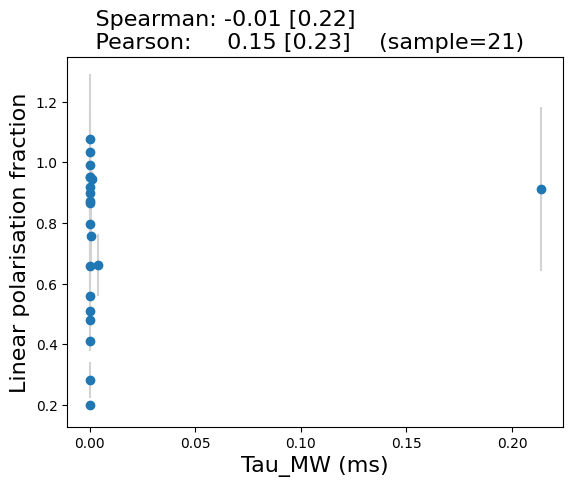 Spearman: -0.01 [0.22]
Pearson: 0.15 [0.23] (sample=21)
Linear polarisation fraction
1.2
1.0
0.8
0.6
0.4
0.2
0.00 0.05 0.10 0.15 0.20
Tau_MW (ms)